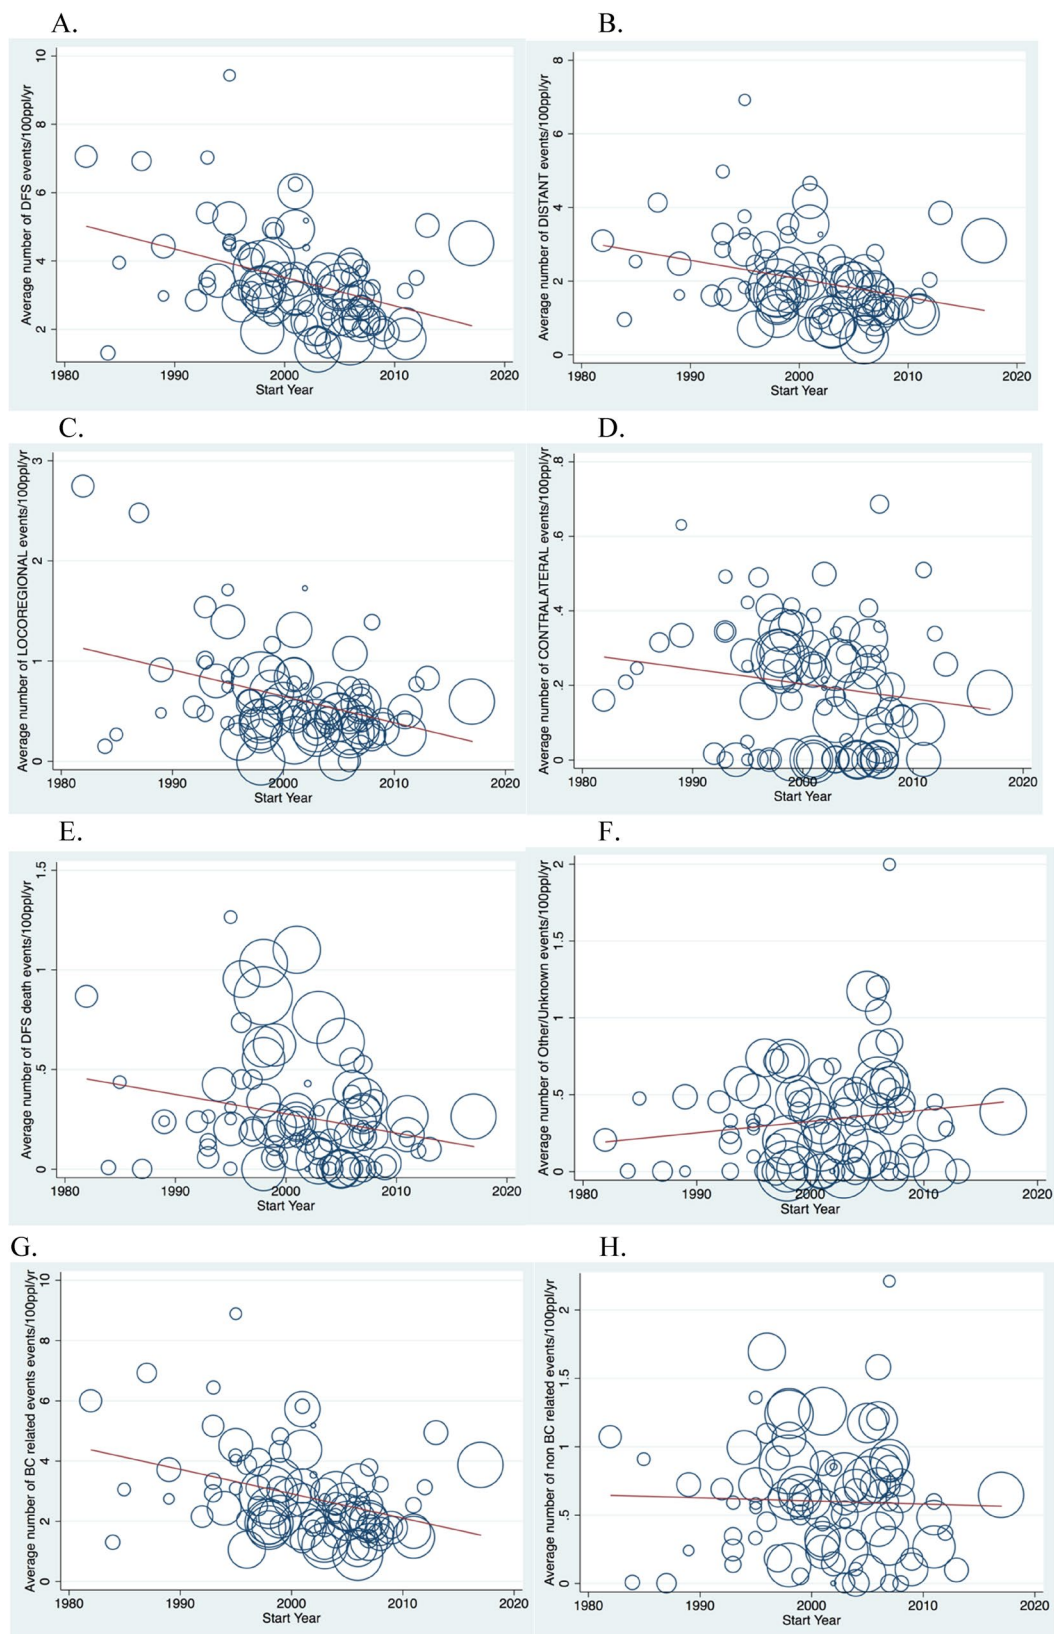 A.
Average number of DFS events/100ppl/yr
10
8
6
4
2
1980 1990 2000 2010 2020
Start Year
B.
Average number of DISTANT events/100ppl/yr
8
6
4
2
0
1980 1990 2000 2010 2020
Start Year
C.
Average number of LOCOREGIONAL events/100ppl/yr
3
2
1
0
1980 1990 2000 2010 2020
Start Year
D.
Average number of CONTRALATERAL events/100ppl/yr
.8
.6
.4
.2
0
1980 1990 2000 2010 2020
Start Year
E.
Average number of DFS death events/100ppl/yr
1.5
1
.5
0
1980 1990 2000 2010 2020
Start Year
F.
Average number of Other/Unknown events/100ppl/yr
2
1.5
1
.5
0
1980 1990 2000 2010 2020
Start Year
G.
Average number of BC related events events/100ppl/yr
10
8
6
4
2
0
1980 1990 2000 2010 2020
Start Year
H.
Average number of non BC related events/100ppl/yr
2
1.5
1
.5
0
1980 1990 2000 2010 2020
Start Year